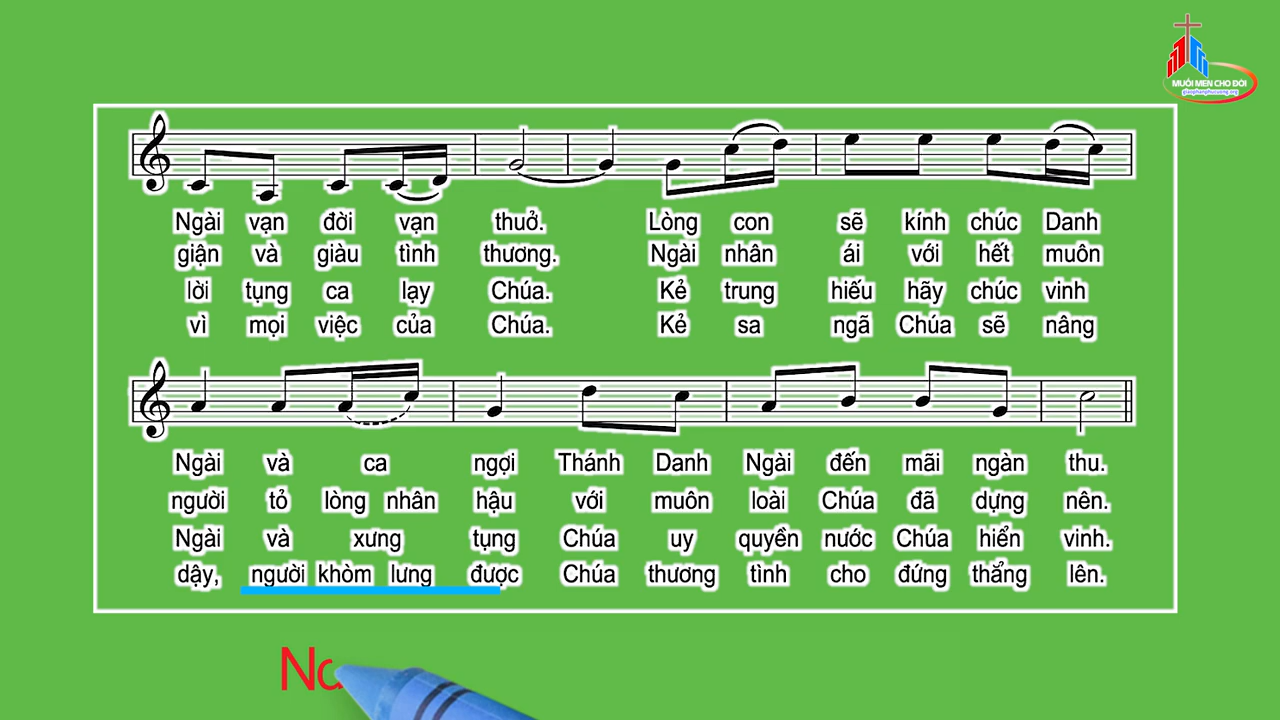 MUỐI MEN CHO ĐỜI
giaophanphucuong.org
Ngài vạn đời vạn thuở. Lòng con sẽ kính chúc Danh
giận và giàu tình thương. Ngài nhân ái với hết muôn
lời tụng ca lạy Chúa. Kẻ trung hiếu hãy chúc vinh
vì mọi việc của Chúa. Kẻ sa ngã Chúa sẽ nâng
Ngài và ca ngợi Thánh Danh Ngài đến mãi ngàn thu.
người tỏ lòng nhân hậu với muôn loài Chúa đã dựng nên.
Ngài và xưng tụng Chúa uy quyền nước Chúa hiển vinh.
dậy, người khòm lưng được Chúa thương tình cho đứng thẳng lên.